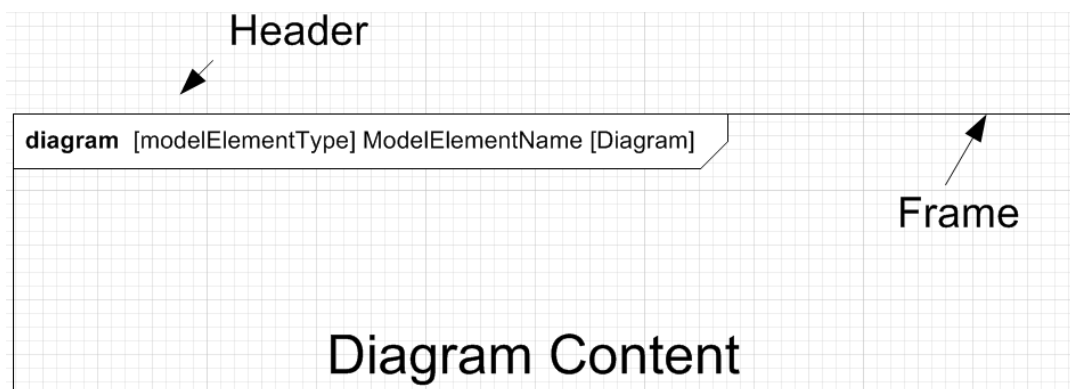 Header
diagram [modelElementType] ModelElementName [Diagram]
Frame
Diagram Content